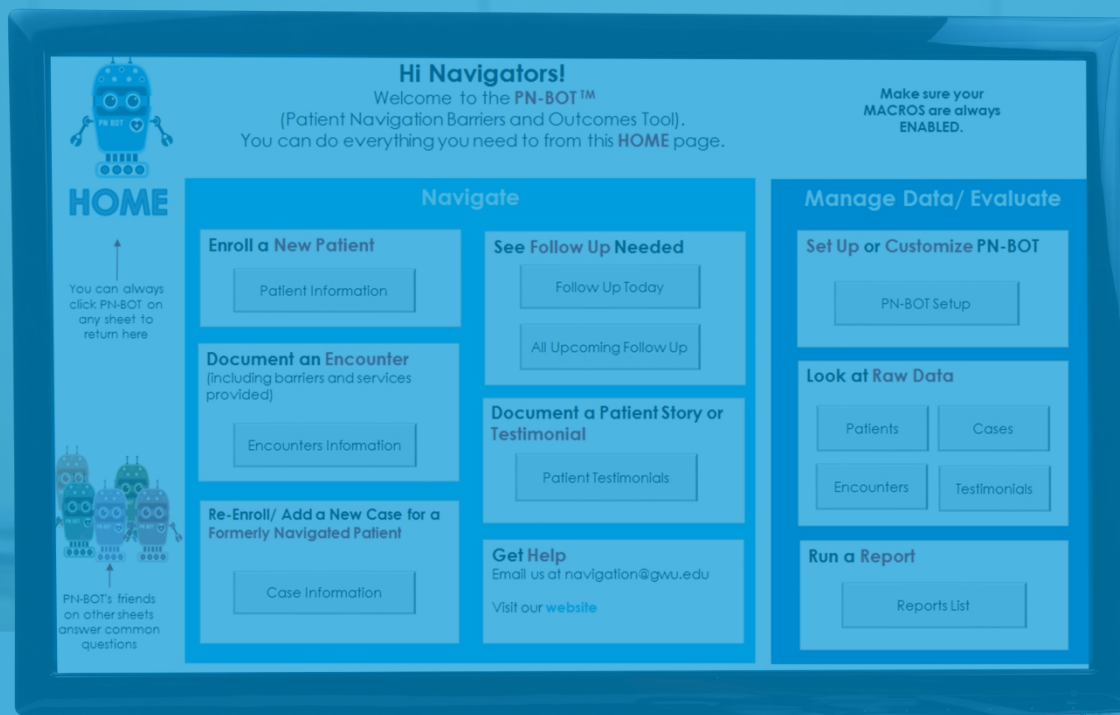 Hi Navigators!
Welcome to the PN-BOT™
(Patient Navigation Barriers and Outcomes Tool).
You can do everything you need to from this HOME page.
Make sure your
MACROS are always
ENABLED.
PN BOT
HOME
You can always
click PN-BOT on
any sheet to
return here
PN-BOT's friends
on other sheets
answer common
questions
Navigate
Enroll a New Patient
Patient Information
Document an Encounter
(including barriers and services
provided)
Encounters Information
Re-Enroll/ Add a New Case for a
Formerly Navigated Patient
Case Information
See Follow Up Needed
Follow Up Today
All Upcoming Follow Up
Document a Patient Story or
Testimonial
Patient Testimonials
Get Help
Email us at navigation@gwu.edu
Visit our website
Manage Data/ Evaluate
Set Up or Customize PN-BOT
PN-BOT Setup
Look at Raw Data
Patients
Cases
Encounters
Testimonials
Run a Report
Reports List